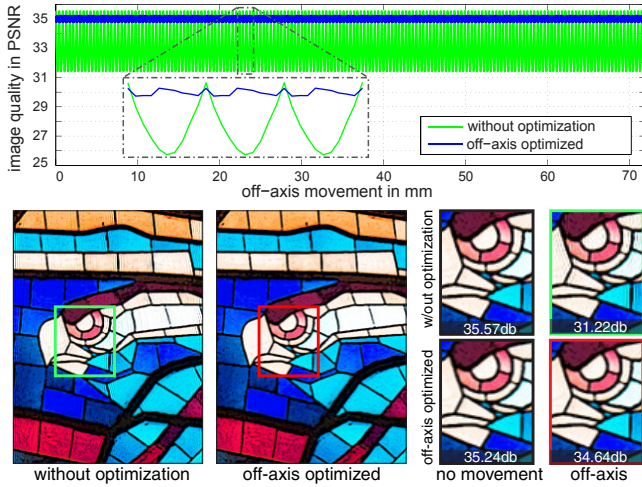 image quality in PSNR
35
33
31
29
27
25
without optimization
off-axis optimized
0 10 20 30 40 50 60 70
off-axis movement in mm
w/out optimization
35.57db 31.22db
off-axis optimized
35.24db 34.64db
without optimization off-axis optimized no movement off-axis